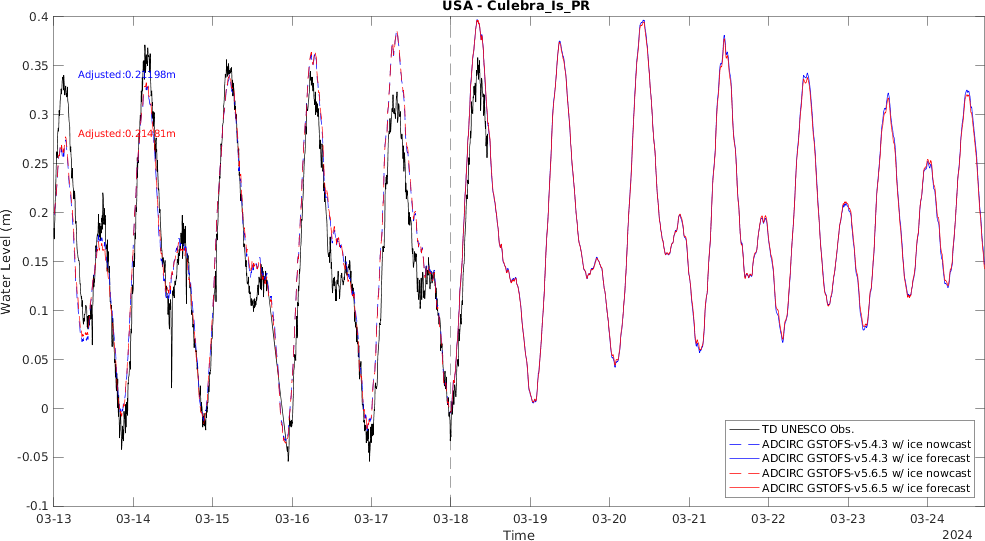 USA - Culebra_Is_PR
0.4
0.35
0.3
0.25
0.2
0.15
0.1
0.05
0
-0.05
-0.1
Water Level (m)
Adjusted:0.21198m
Adjusted:0.21481m
TD UNESCO Obs.
ADCIRC GSTOFS-v5.4.3 w/ ice nowcast
ADCIRC GSTOFS-v5.4.3 w/ ice forecast
ADCIRC GSTOFS-v5.6.5 w/ ice nowcast
ADCIRC GSTOFS-v5.6.5 w/ ice forecast
03-13 03-14 03-15 03-16 03-17 03-18 03-19 03-20 03-21 03-22 03-23 03-24
Time
2024